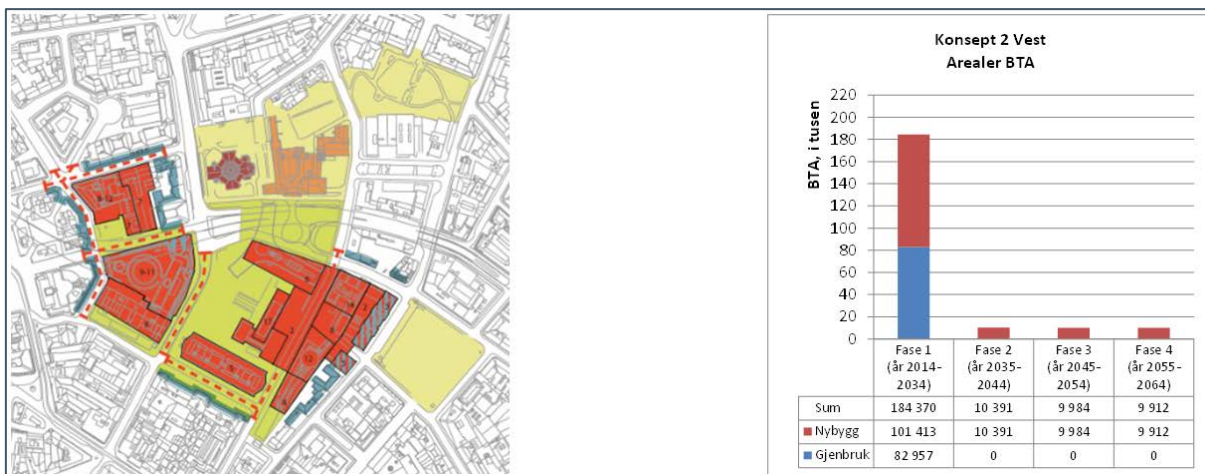 Konsept 2 Vest
Arealer BTA
BTA, i tusen
220
200
180
160
140
120
100
80
60
40
20
0
Fase 1 (år 2014-2034)
Fase 2 (år 2035-2044)
Fase 3 (år 2045-2054)
Fase 4 (år 2055-2064)
Sum 184 370 10 391 9 984 9 912
Nybygg 101 413 10 391 9 984 9 912
Gjenbruk 82 957 0 0 0
9-11